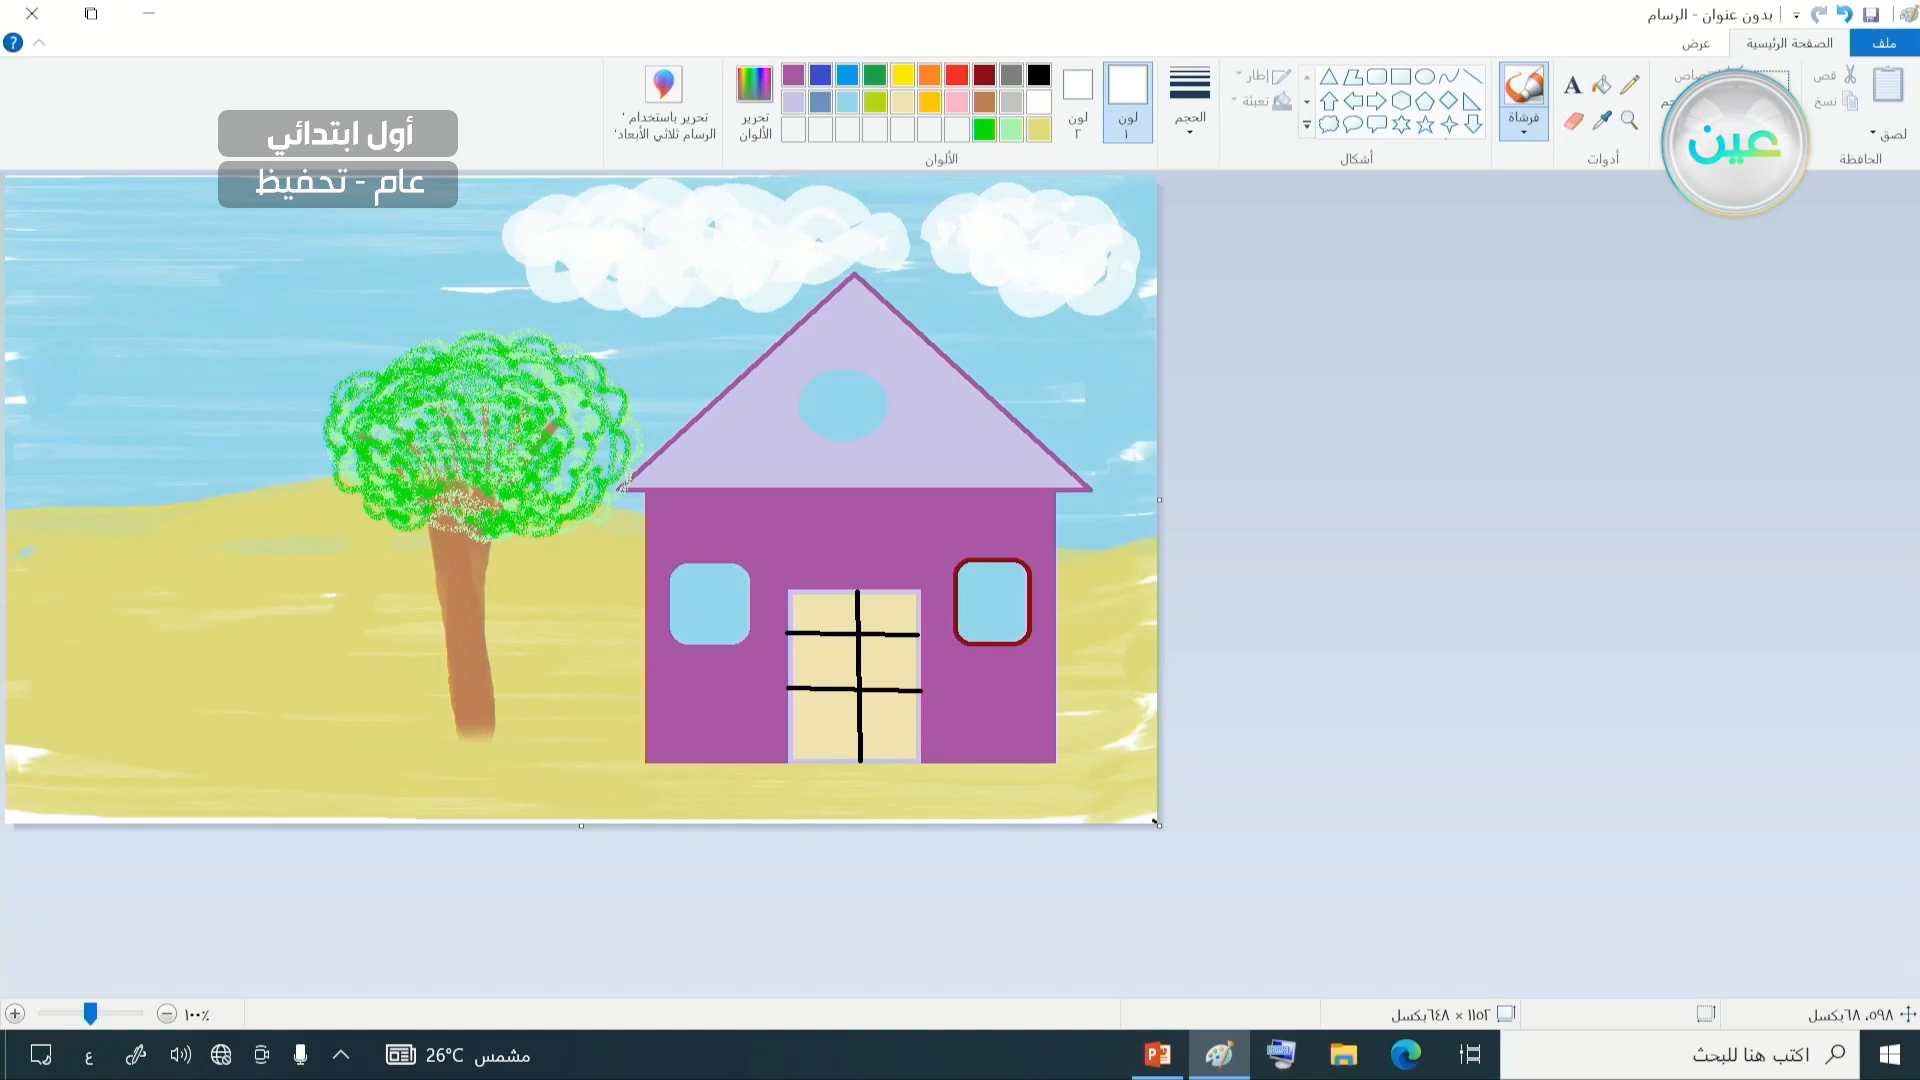 بدون عنوان - الرسام
ملف
الصفحة الرئيسية
عرض
لصق
قص
نسخ
الحافظة
أدوات
فرشاة
إطار
تعبئة
أشكال
الحجم
لون ١
لون ٢
تحرير الألوان
الألوان
تحرير باستخدام
الرسام ثلاثي الأبعاد
عين
أول ابتدائي
عام - تحفيظ
٥٩٨، ٦٨بكسل
١١٥٢ × ٦٤٨بكسل
١٠٠٪
اكتب هنا للبحث
26°C مشمس
ع